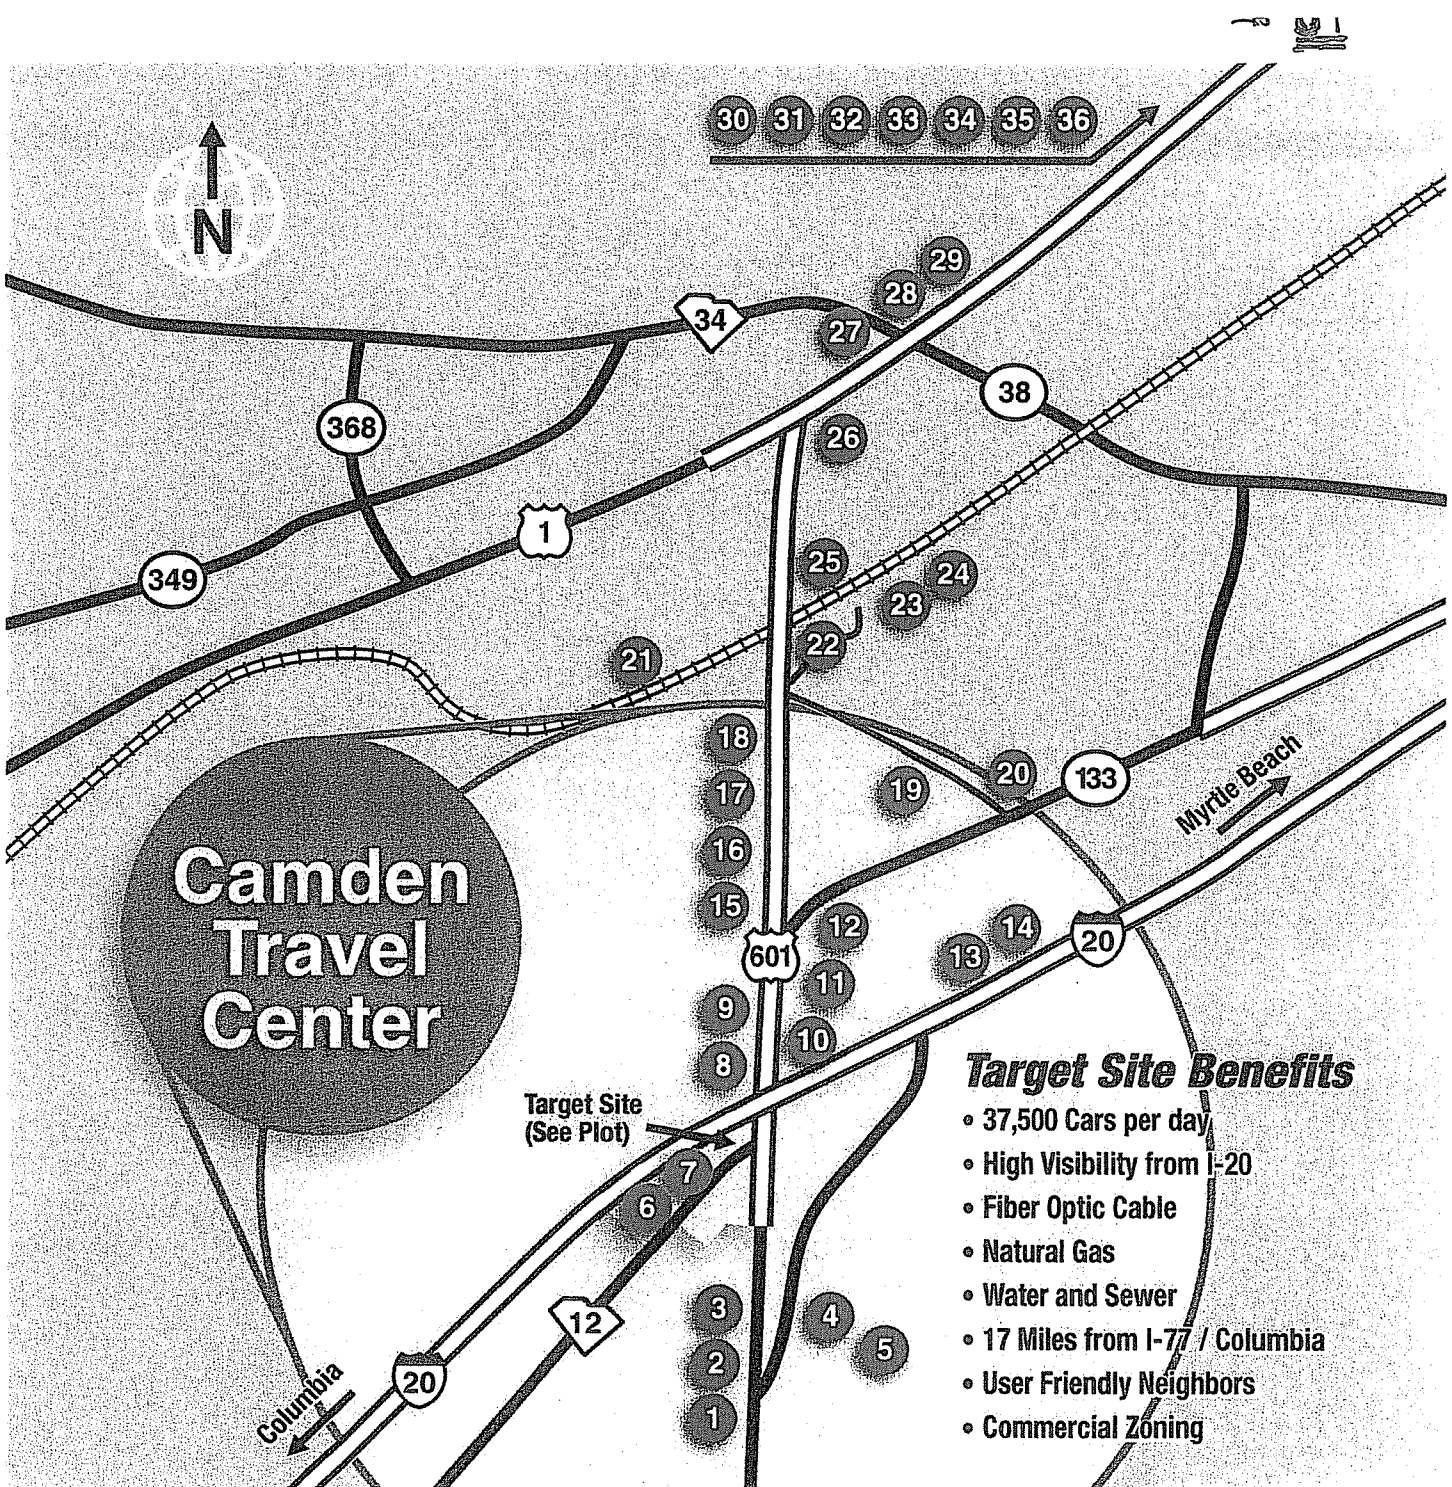 30 31 32 33 34 35 36
N
29
28
34
27
38
368
26
1
25
349
24
23
22
21
18
20
133
17
19
Myrtle Beach
16
Camden
Travel
Center
15
12
14
20
601
13
11
9
10
8
Target Site Benefits
Target Site
(See Plot)
• 37,500 Cars per day
• High Visibility from I-20
7
6
• Fiber Optic Cable
• Natural Gas
• Water and Sewer
3
4
12
• 17 Miles from I-77 / Columbia
5
2
20
• User Friendly Neighbors
Columbia
1
• Commercial Zoning